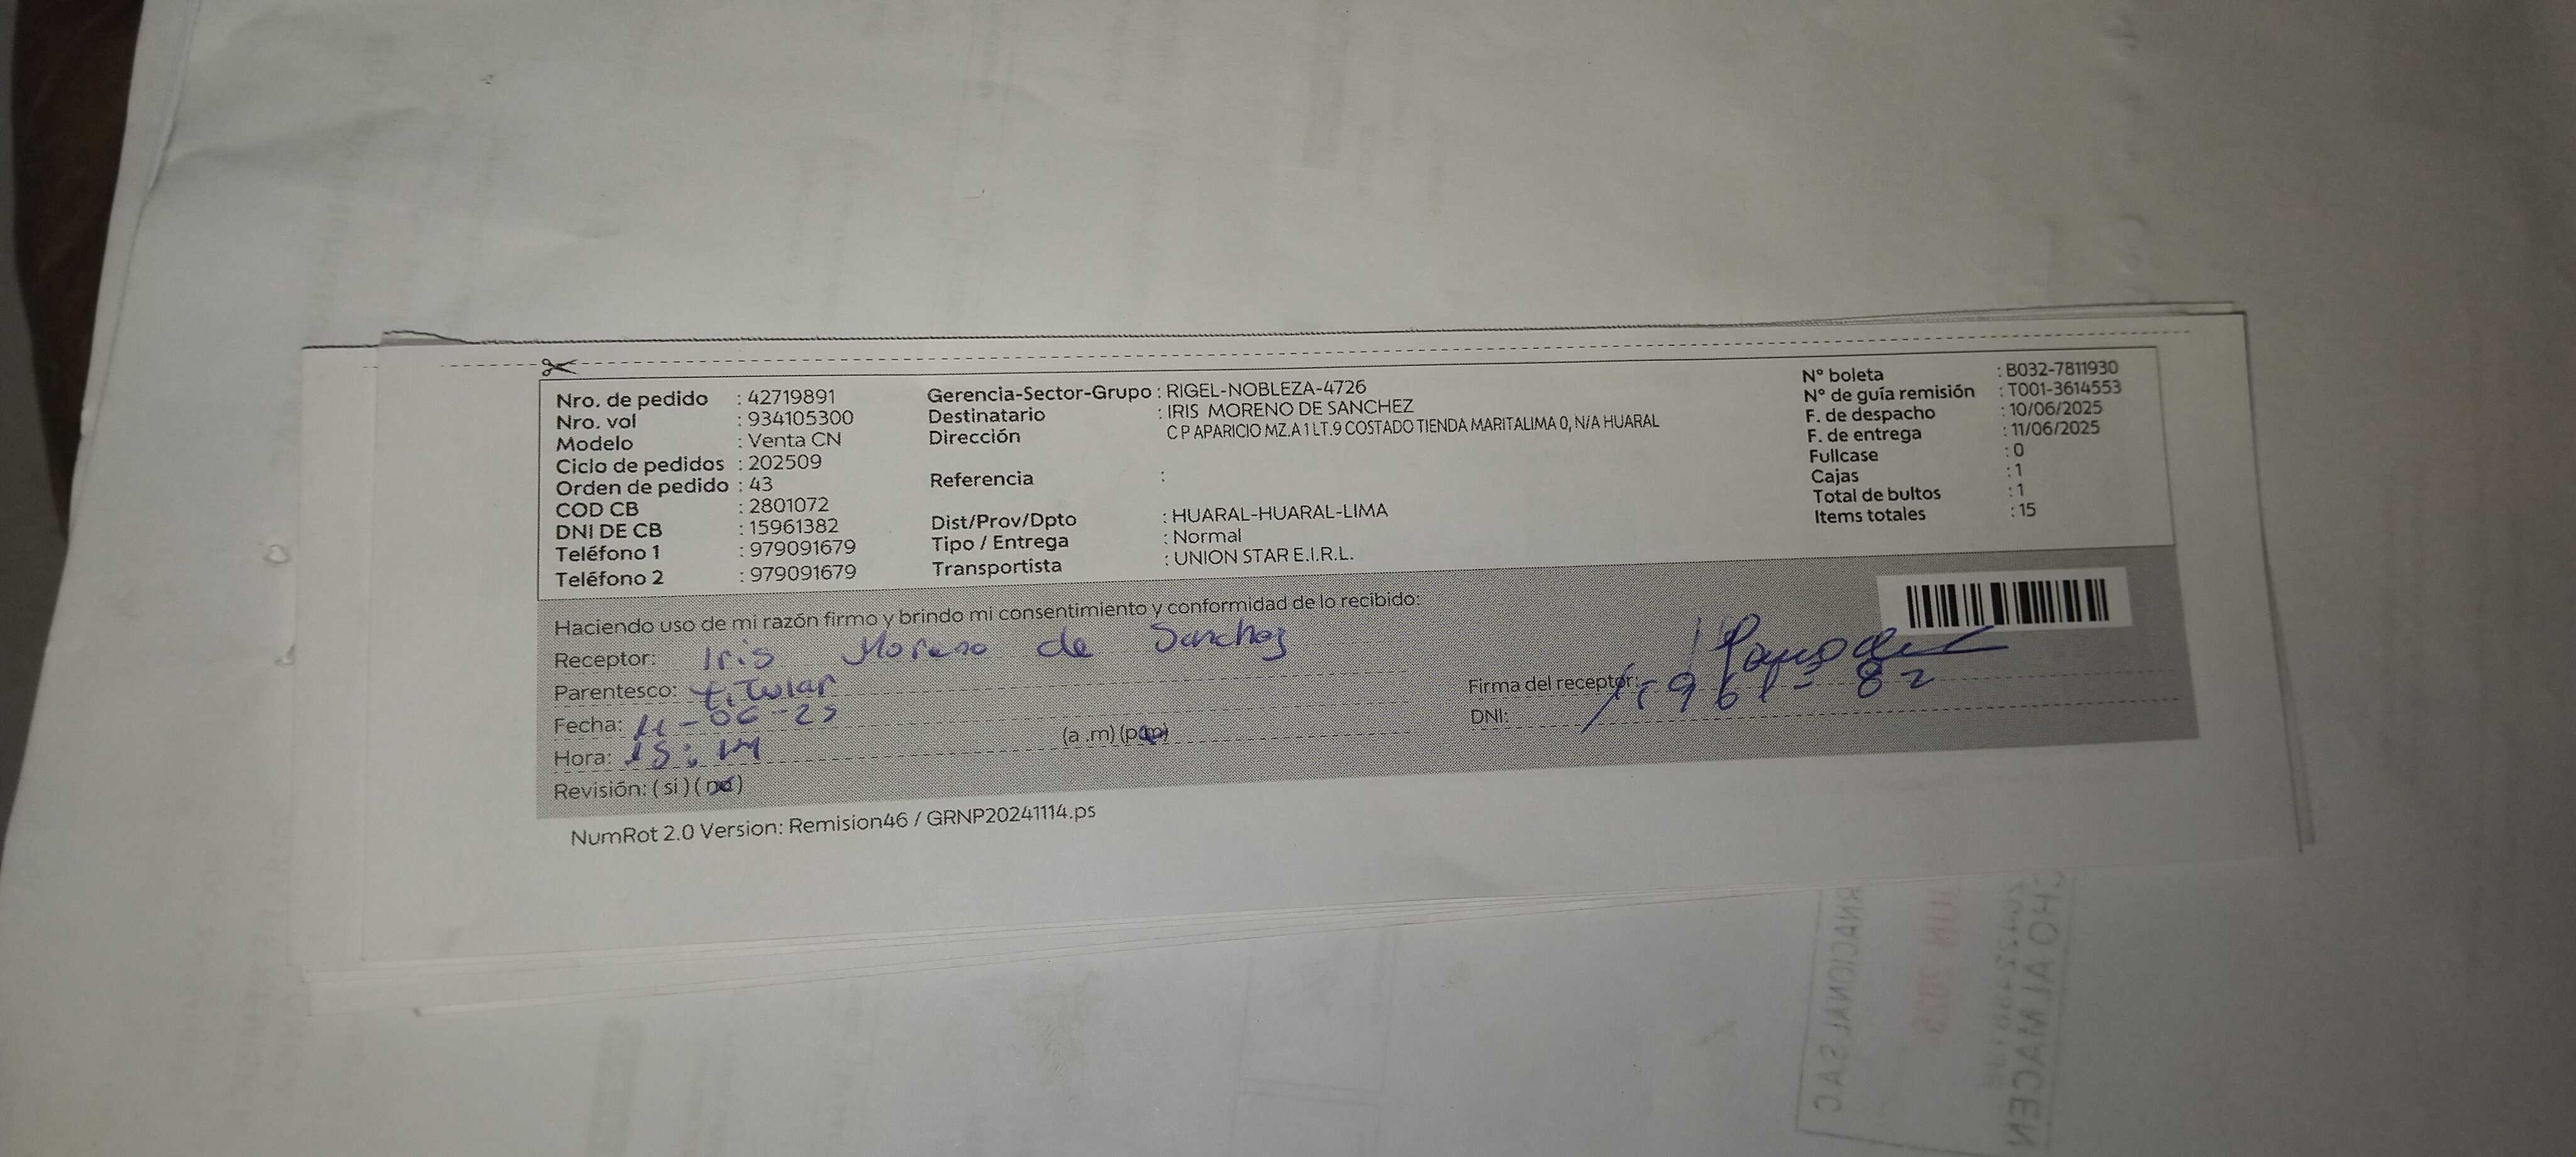 Nro. de pedido : 42719891
Nro. vol : 934105300
Modelo : Venta CN
Ciclo de pedidos : 202509
Orden de pedido : 43
COD CB : 2801072
DNI DE CB : 15961382
Teléfono 1 : 979091679
Teléfono 2 : 979091679
Gerencia-Sector-Grupo : RIGEL-NOBLEZA-4726
Destinatario : IRIS MORENO DE SANCHEZ
Dirección C P APARICIO MZ.A 1 LT.9 COSTADO TIENDA MARITALIMA 0, N/A HUARAL
Referencia :
Dist/Prov/Dpto : HUARAL-HUARAL-LIMA
Tipo / Entrega : Normal
Transportista : UNION STAR E.I.R.L.
N° boleta : B032-7811930
N° de guía remisión : T001-3614553
F. de despacho : 10/06/2025
F. de entrega : 11/06/2025
Fullcase : 0
Cajas : 1
Total de bultos : 1
Items totales : 15
Haciendo uso de mi razón firmo y brindo mi consentimiento y conformidad de lo recibido:
Receptor: Iris Moreno de Sanchez
Parentesco: titular
Fecha: 11-06-25
Hora: 15:14 (a .m) (pm)
Revisión: ( si ) ( no )
Firma del receptor:
DNI:
NumRot 2.0 Version: Remision46 / GRNP20241114.ps